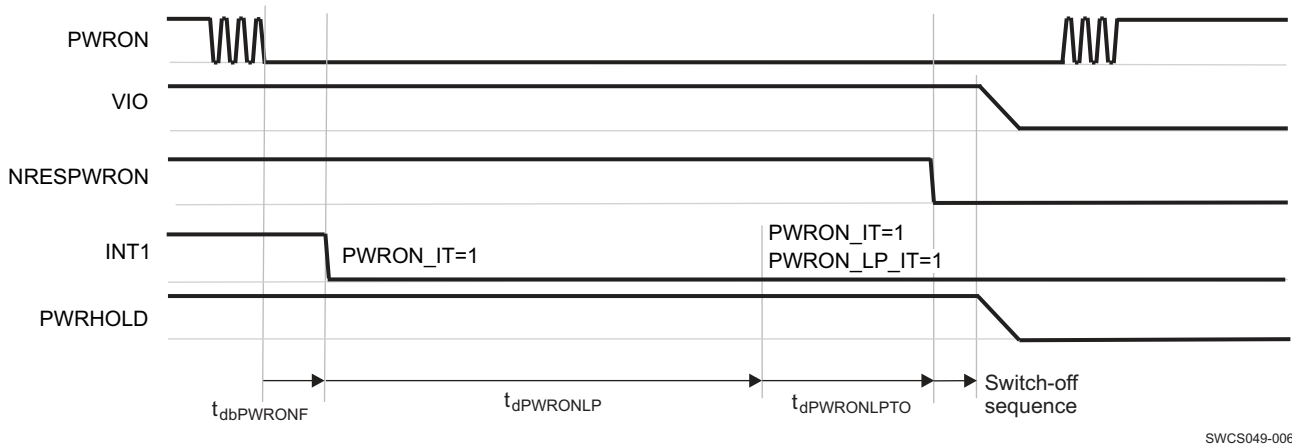 PWRON
VIO
NRESPWRON
INT1
PWRON_IT=1
PWRON_IT=1
PWRON_LP_IT=1
PWRHOLD
tdbPWRONF
tdPWRONLP
tdPWRONLPTO
Switch-off
sequence
SWCS049-006